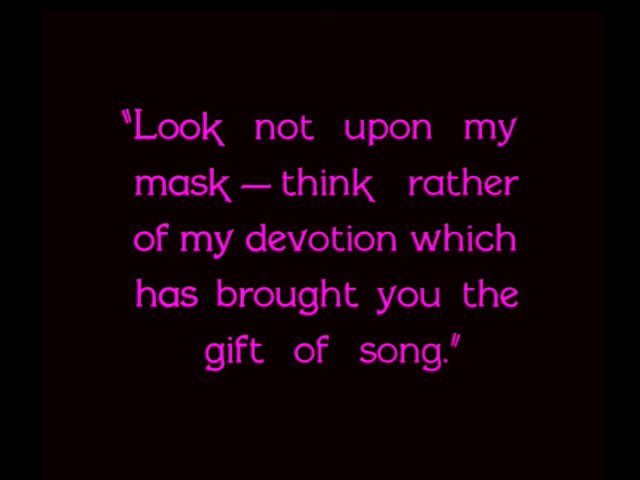 "Look not upon my
mask — think rather
of my devotion which
has brought you the
gift of song."